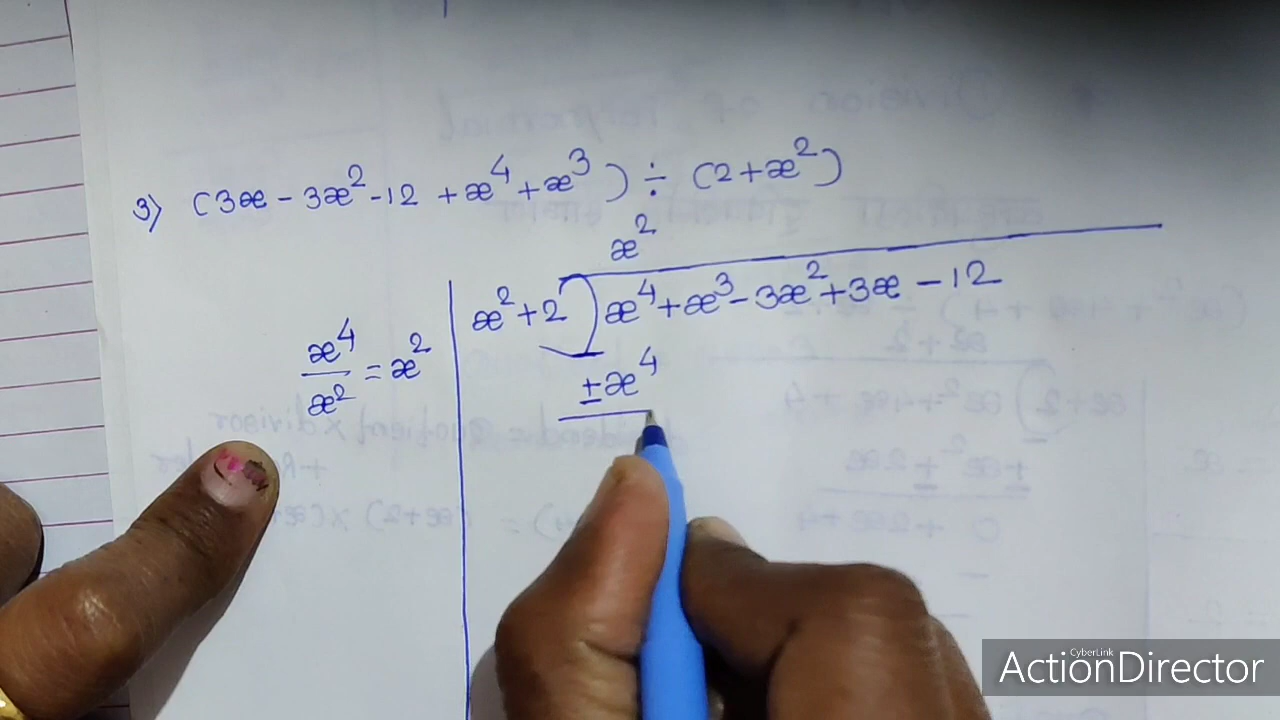 3) (3x - 3x² - 12 + x⁴ + x³) ÷ (2 + x²)
x²
x² + 2 ) x⁴ + x³ - 3x² + 3x - 12
x⁴/x² = x²
± x⁴
CyberLink
ActionDirector